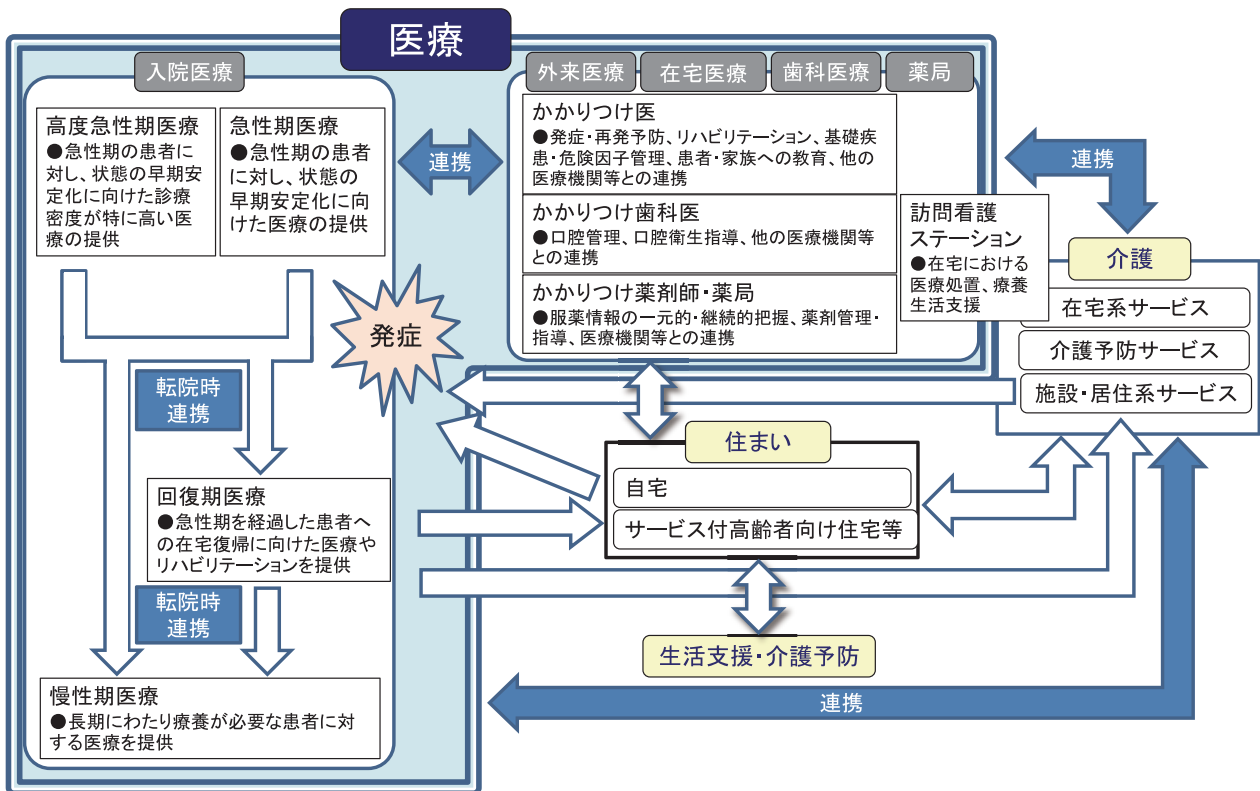 医療
入院医療
外来医療
在宅医療
歯科医療
薬局
高度急性期医療
●急性期の患者に
対し、状態の早期安
定化に向けた診療
密度が特に高い医
療の提供
急性期医療
●急性期の患者
に対し、状態の
早期安定化に向
けた医療の提供
連携
かかりつけ医
●発症・再発予防、リハビリテーション、基礎疾
患・危険因子管理、患者・家族への教育、他の
医療機関等との連携
かかりつけ歯科医
●口腔管理、口腔衛生指導、他の医療機関等
との連携
かかりつけ薬剤師・薬局
●服薬情報の一元的・継続的把握、薬剤管理・
指導、医療機関等との連携
訪問看護
ステーション
●在宅における
医療処置、療養
生活支援
連携
介護
在宅系サービス
介護予防サービス
施設・居住系サービス
発症
転院時
連携
住まい
自宅
サービス付高齢者向け住宅等
回復期医療
●急性期を経過した患者へ
の在宅復帰に向けた医療や
リハビリテーションを提供
転院時
連携
生活支援・介護予防
慢性期医療
●長期にわたり療養が必要な患者に対
する医療を提供
連携